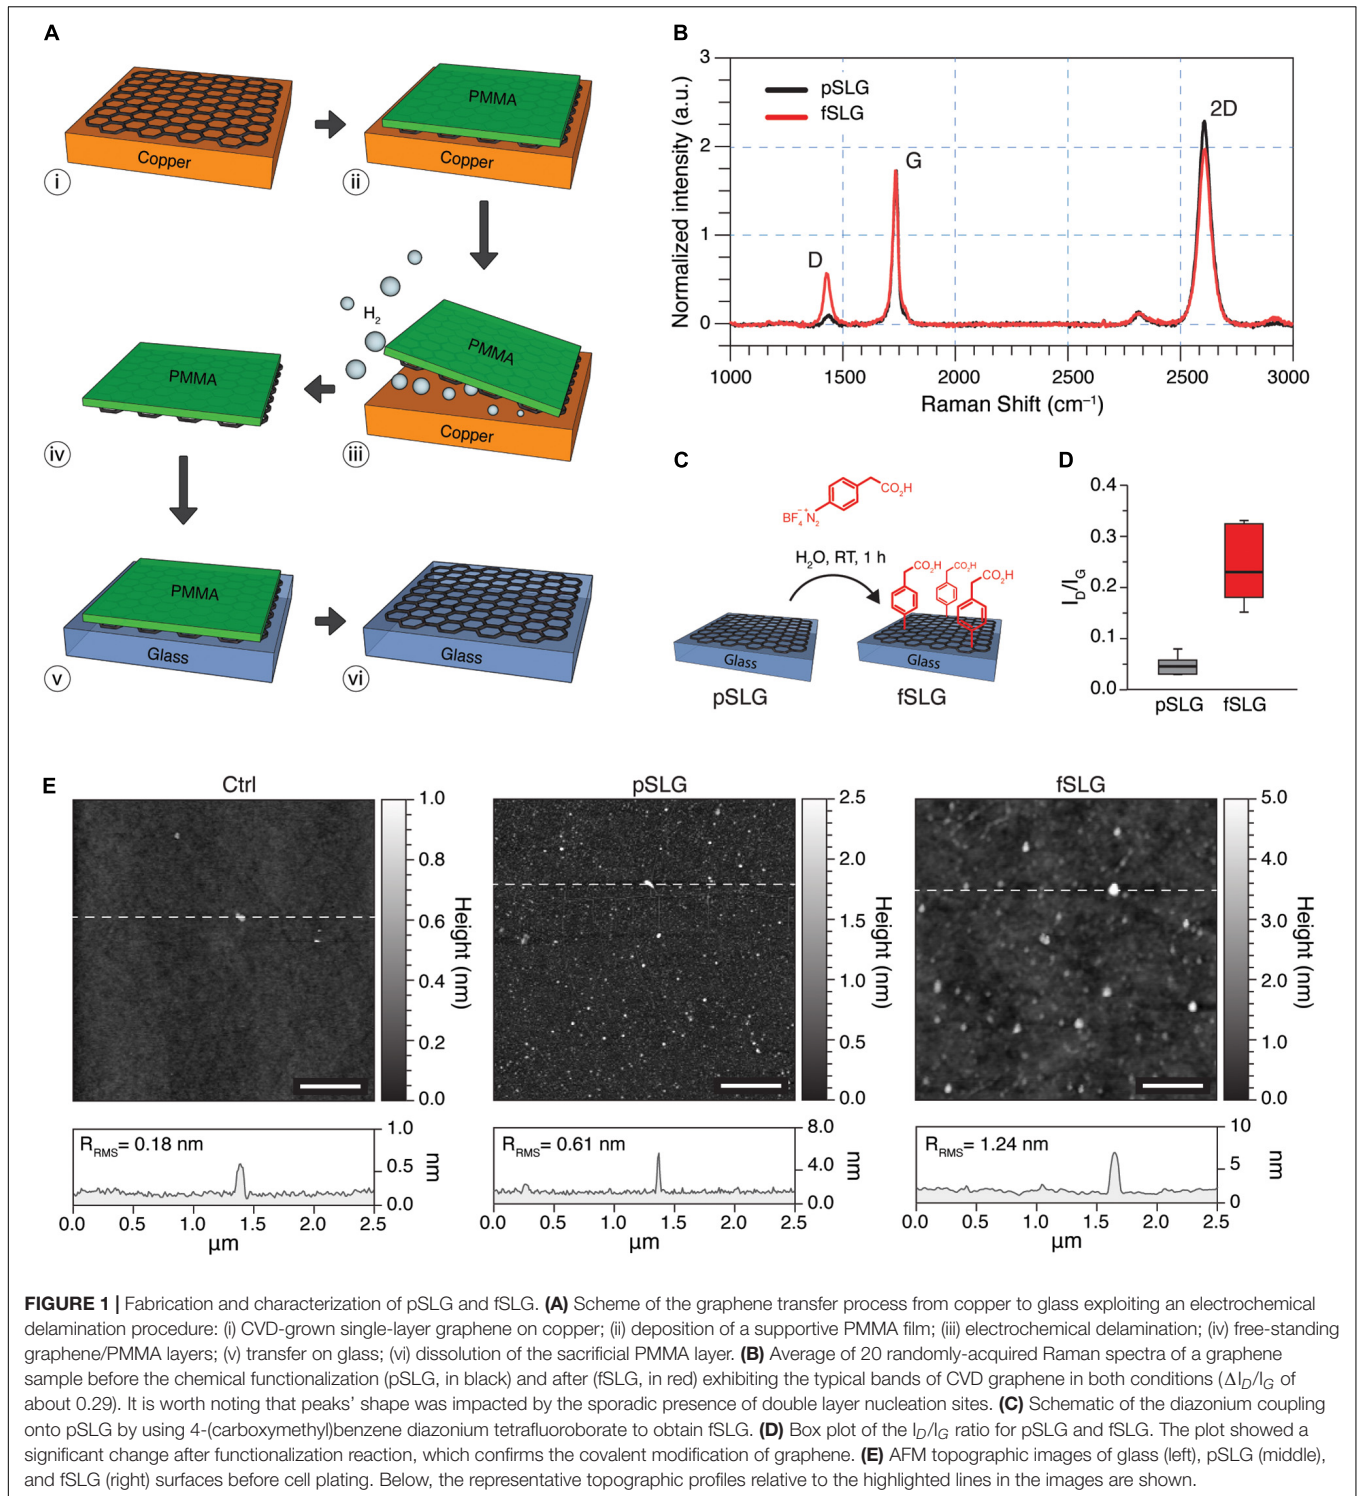 A
Copper
i
PMMA
Copper
ii
H2
PMMA
Copper
iii
PMMA
iv
PMMA
Glass
v
Glass
vi
B
Normalized intensity (a.u.)
3
2
1
0
pSLG
fSLG
D
G
2D
1000
1500
2000
2500
2500
3000
Raman Shift (cm⁻¹)
C
CO2H
BF4⁻ ⁺N2
H2O, RT, 1 h
CO2H
CO2H
CO2H
Glass
Glass
pSLG
fSLG
D
ID/IG
0.4
0.3
0.2
0.1
0.0
pSLG
fSLG
E
Ctrl
1.0
0.8
0.6
0.4
0.2
0.0
Height (nm)
RRMS= 0.18 nm
1.0
0.5
0.0
nm
0.0 0.5 1.0 1.5 2.0 2.5
µm
pSLG
2.5
2.0
1.5
1.0
0.5
0.0
Height (nm)
RRMS= 0.61 nm
8.0
4.0
0.0
nm
0.0 0.5 1.0 1.5 2.0 2.5
µm
fSLG
5.0
4.0
3.0
2.0
1.0
0.0
Height (nm)
RRMS= 1.24 nm
10
5
0
nm
0.0 0.5 1.0 1.5 2.0 2.5
µm
FIGURE 1 | Fabrication and characterization of pSLG and fSLG. (A) Scheme of the graphene transfer process from copper to glass exploiting an electrochemical
delamination procedure: (i) CVD-grown single-layer graphene on copper; (ii) deposition of a supportive PMMA film; (iii) electrochemical delamination; (iv) free-standing
graphene/PMMA layers; (v) transfer on glass; (vi) dissolution of the sacrificial PMMA layer. (B) Average of 20 randomly-acquired Raman spectra of a graphene
sample before the chemical functionalization (pSLG, in black) and after (fSLG, in red) exhibiting the typical bands of CVD graphene in both conditions (ΔID/IG of
about 0.29). It is worth noting that peaks' shape was impacted by the sporadic presence of double layer nucleation sites. (C) Schematic of the diazonium coupling
onto pSLG by using 4-(carboxymethyl)benzene diazonium tetrafluoroborate to obtain fSLG. (D) Box plot of the ID/IG ratio for pSLG and fSLG. The plot showed a
significant change after functionalization reaction, which confirms the covalent modification of graphene. (E) AFM topographic images of glass (left), pSLG (middle),
and fSLG (right) surfaces before cell plating. Below, the representative topographic profiles relative to the highlighted lines in the images are shown.